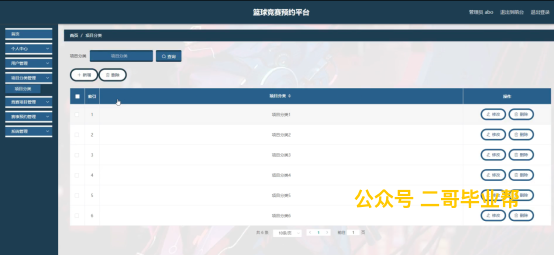 篮球竞赛预约平台
管理员 abo 退出到前台 退出登录
首页
首页 / 项目分类
个人中心
用户管理
项目分类管理
项目分类
竞赛项目管理
赛事预约管理
系统管理
项目分类 项目分类 查询
+ 新增 删除
索引 项目分类 操作
1 项目分类1 修改 删除
2 项目分类2 修改 删除
3 项目分类3 修改 删除
4 项目分类4 修改 删除
5 项目分类5 修改 删除
6 项目分类6 修改 删除
公众号 二哥毕业帮
共 6 条 10条/页 < 1 > 前往 1 页